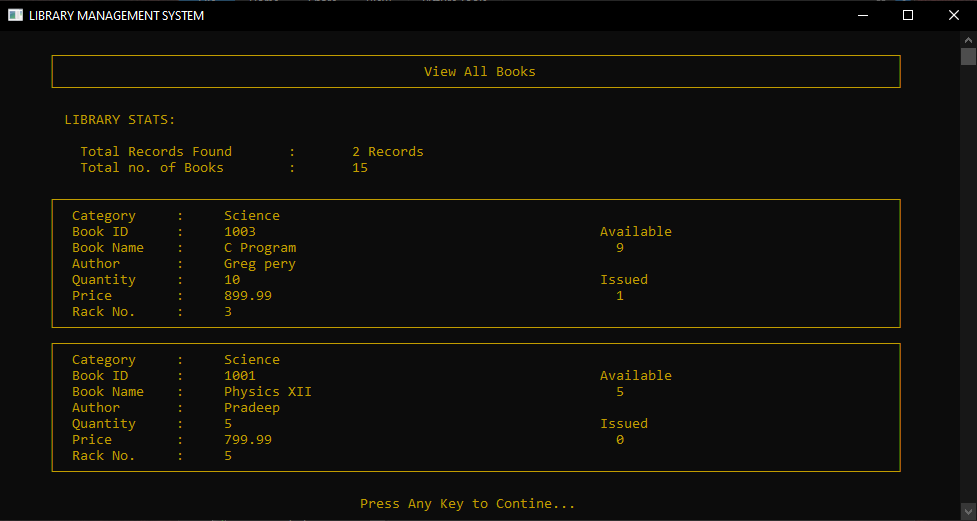 LIBRARY MANAGEMENT SYSTEM
View All Books
LIBRARY STATS:
Total Records Found : 2 Records
Total no. of Books : 15
Category : Science
Book ID : 1003 Available
Book Name : C Program 9
Author : Greg pery
Quantity : 10 Issued
Price : 899.99 1
Rack No. : 3
Category : Science
Book ID : 1001 Available
Book Name : Physics XII 5
Author : Pradeep
Quantity : 5 Issued
Price : 799.99 0
Rack No. : 5
Press Any Key to Contine...